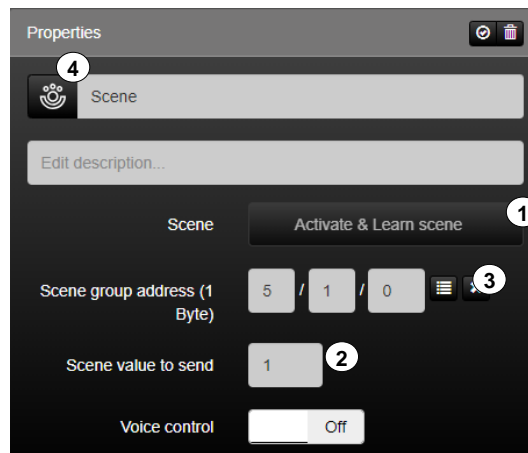 Properties
4
Scene
Edit description...
1
Scene Activate & Learn scene
3
Scene group address (1 Byte) 5 / 1 / 0
Scene value to send 1 2
Voice control Off